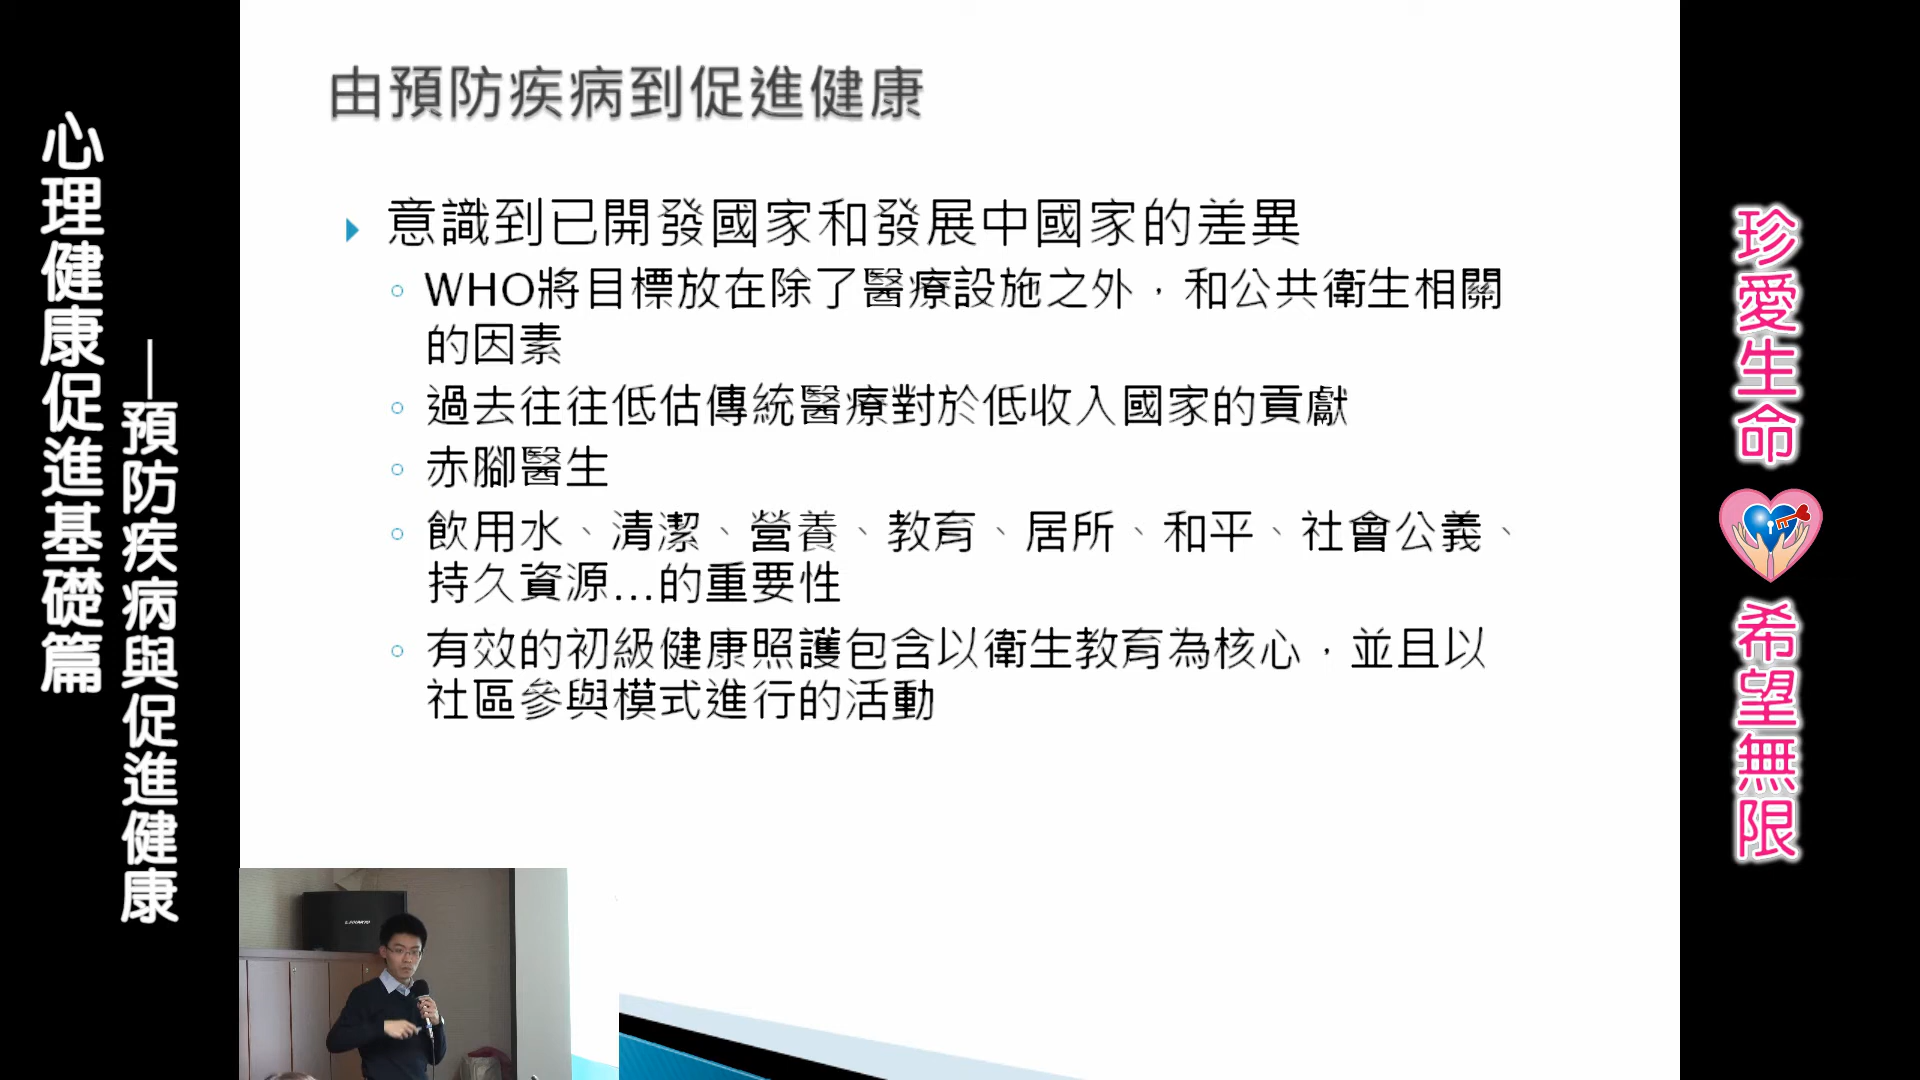 心理健康促進基礎篇
—預防疾病與促進健康
由預防疾病到促進健康
意識到已開發國家和發展中國家的差異
WHO將目標放在除了醫療設施之外，和公共衛生相關
的因素
過去往往低估傳統醫療對於低收入國家的貢獻
赤腳醫生
飲用水、清潔、營養、教育、居所、和平、社會公義、
持久資源...的重要性
有效的初級健康照護包含以衛生教育為核心，並且以
社區參與模式進行的活動
珍愛生命
希望無限